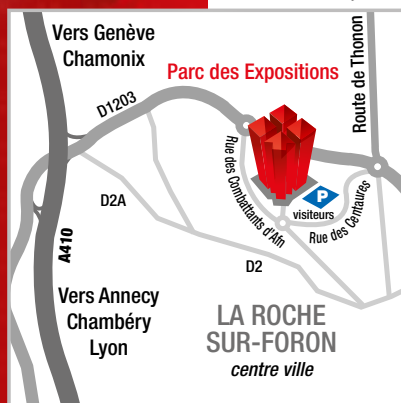 Vers Genève
Chamonix
Parc des Expositions
Route de Thonon
D1203
Rue des Combattants d'Afn
P
visiteurs
Rue des Centaures
D2A
A410
D2
Vers Annecy
Chambéry
Lyon
LA ROCHE
SUR-FORON
centre ville